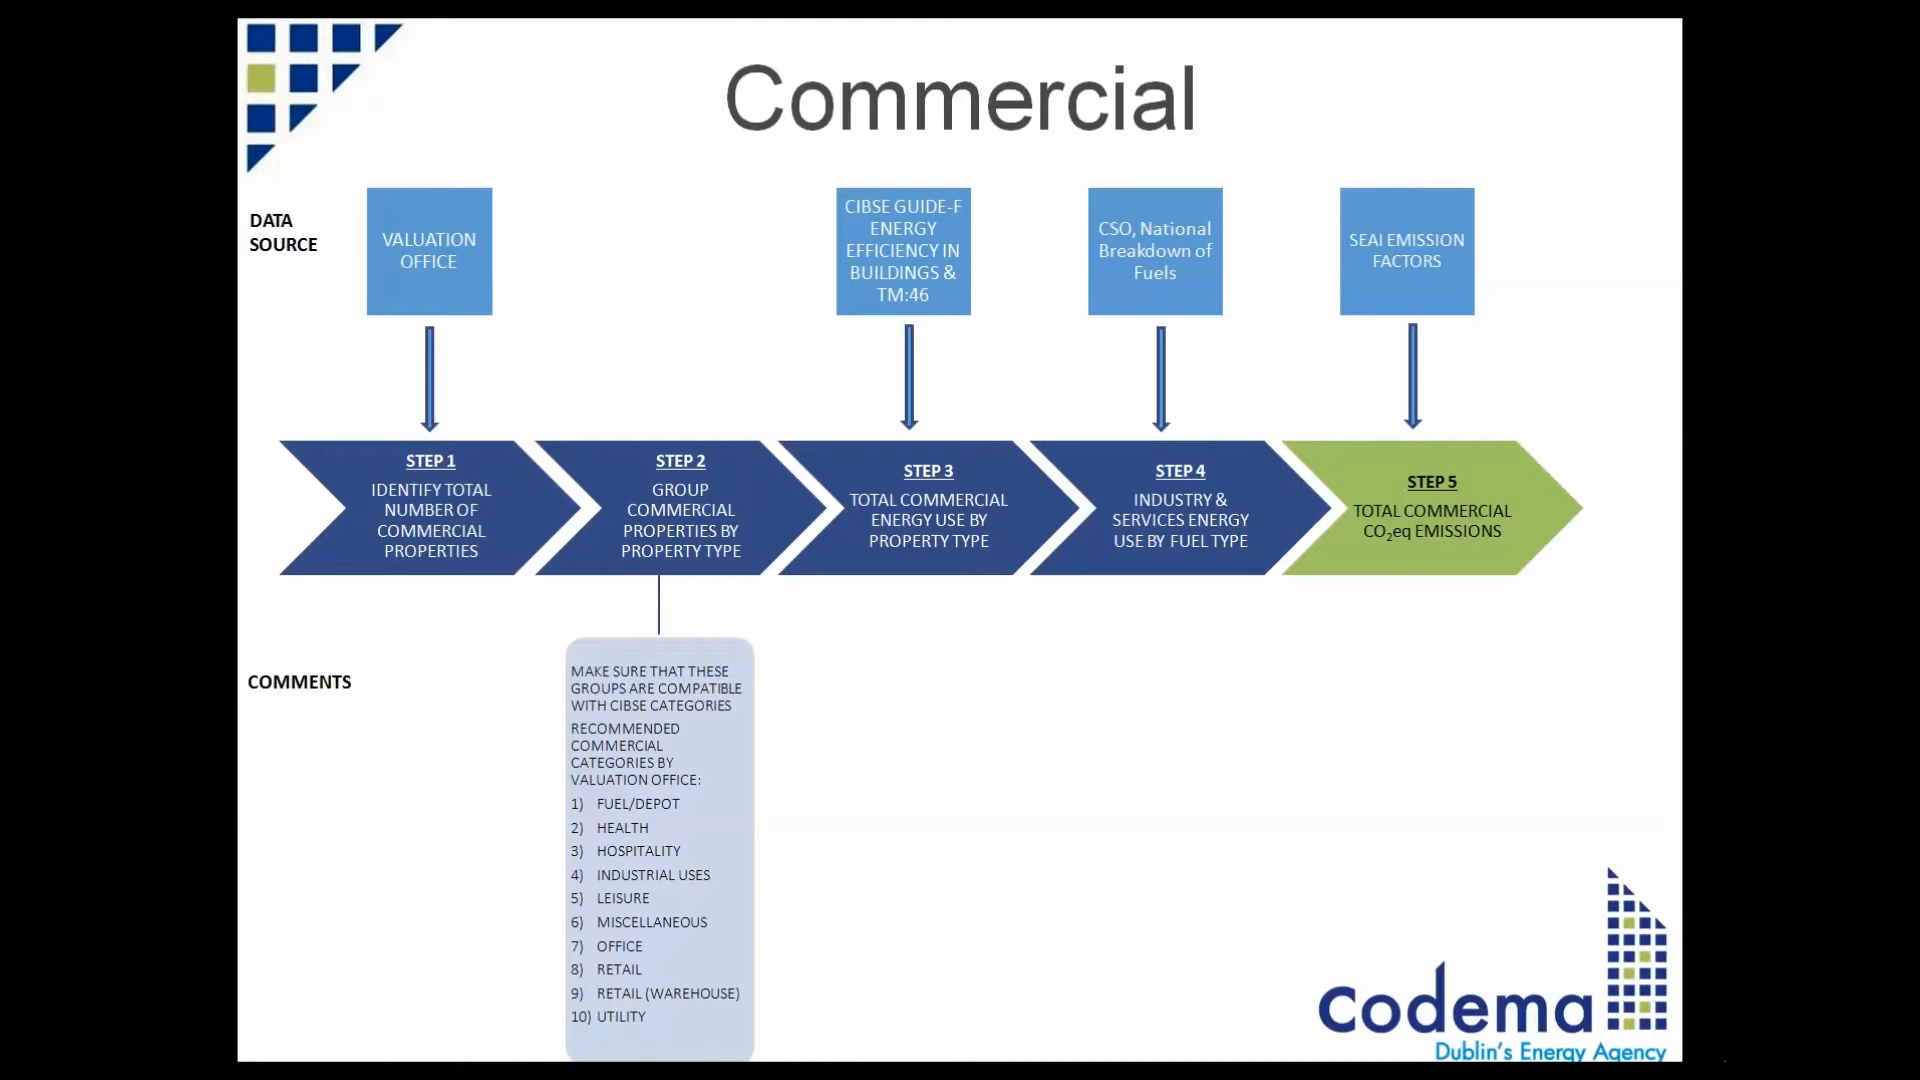 Commercial
DATA
SOURCE
VALUATION
OFFICE
CIBSE GUIDE-F
ENERGY
EFFICIENCY IN
BUILDINGS &
TM:46
CSO, National
Breakdown of
Fuels
SEAI EMISSION
FACTORS
STEP 1
IDENTIFY TOTAL
NUMBER OF
COMMERCIAL
PROPERTIES
STEP 2
GROUP
COMMERCIAL
PROPERTIES BY
PROPERTY TYPE
STEP 3
TOTAL COMMERCIAL
ENERGY USE BY
PROPERTY TYPE
STEP 4
INDUSTRY &
SERVICES ENERGY
USE BY FUEL TYPE
STEP 5
TOTAL COMMERCIAL
CO₂eq EMISSIONS
COMMENTS
MAKE SURE THAT THESE
GROUPS ARE COMPATIBLE
WITH CIBSE CATEGORIES
RECOMMENDED
COMMERCIAL
CATEGORIES BY
VALUATION OFFICE:
1) FUEL/DEPOT
2) HEALTH
3) HOSPITALITY
4) INDUSTRIAL USES
5) LEISURE
6) MISCELLANEOUS
7) OFFICE
8) RETAIL
9) RETAIL (WAREHOUSE)
10) UTILITY
codema
Dublin's Energy Agency